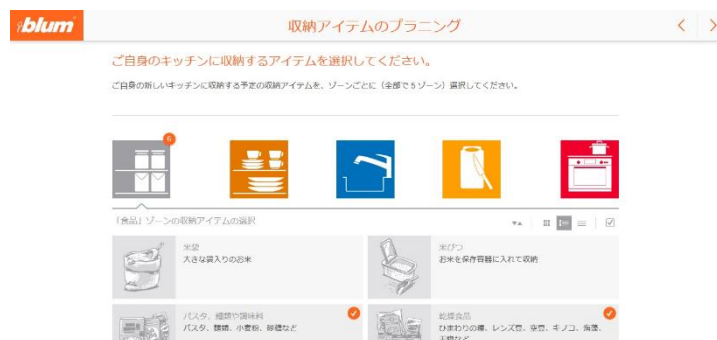 blum
収納アイテムのプラニング
ご自身のキッチンに収納するアイテムを選択してください。
ご自身の新しいキッチンに収納する予定の収納アイテムを、ゾーンごとに（全部で5ゾーン）選択してください。
6
「食品」ゾーンの収納アイテムの選択
米袋
大きな袋入りのお米
米びつ
お米を保存容器に入れて収納
パスタ、麺類や調味料
パスタ、麺類、小麦粉、砂糖など
乾燥食品
ひまわりの種、レンズ豆、空豆、キノコ、海藻、